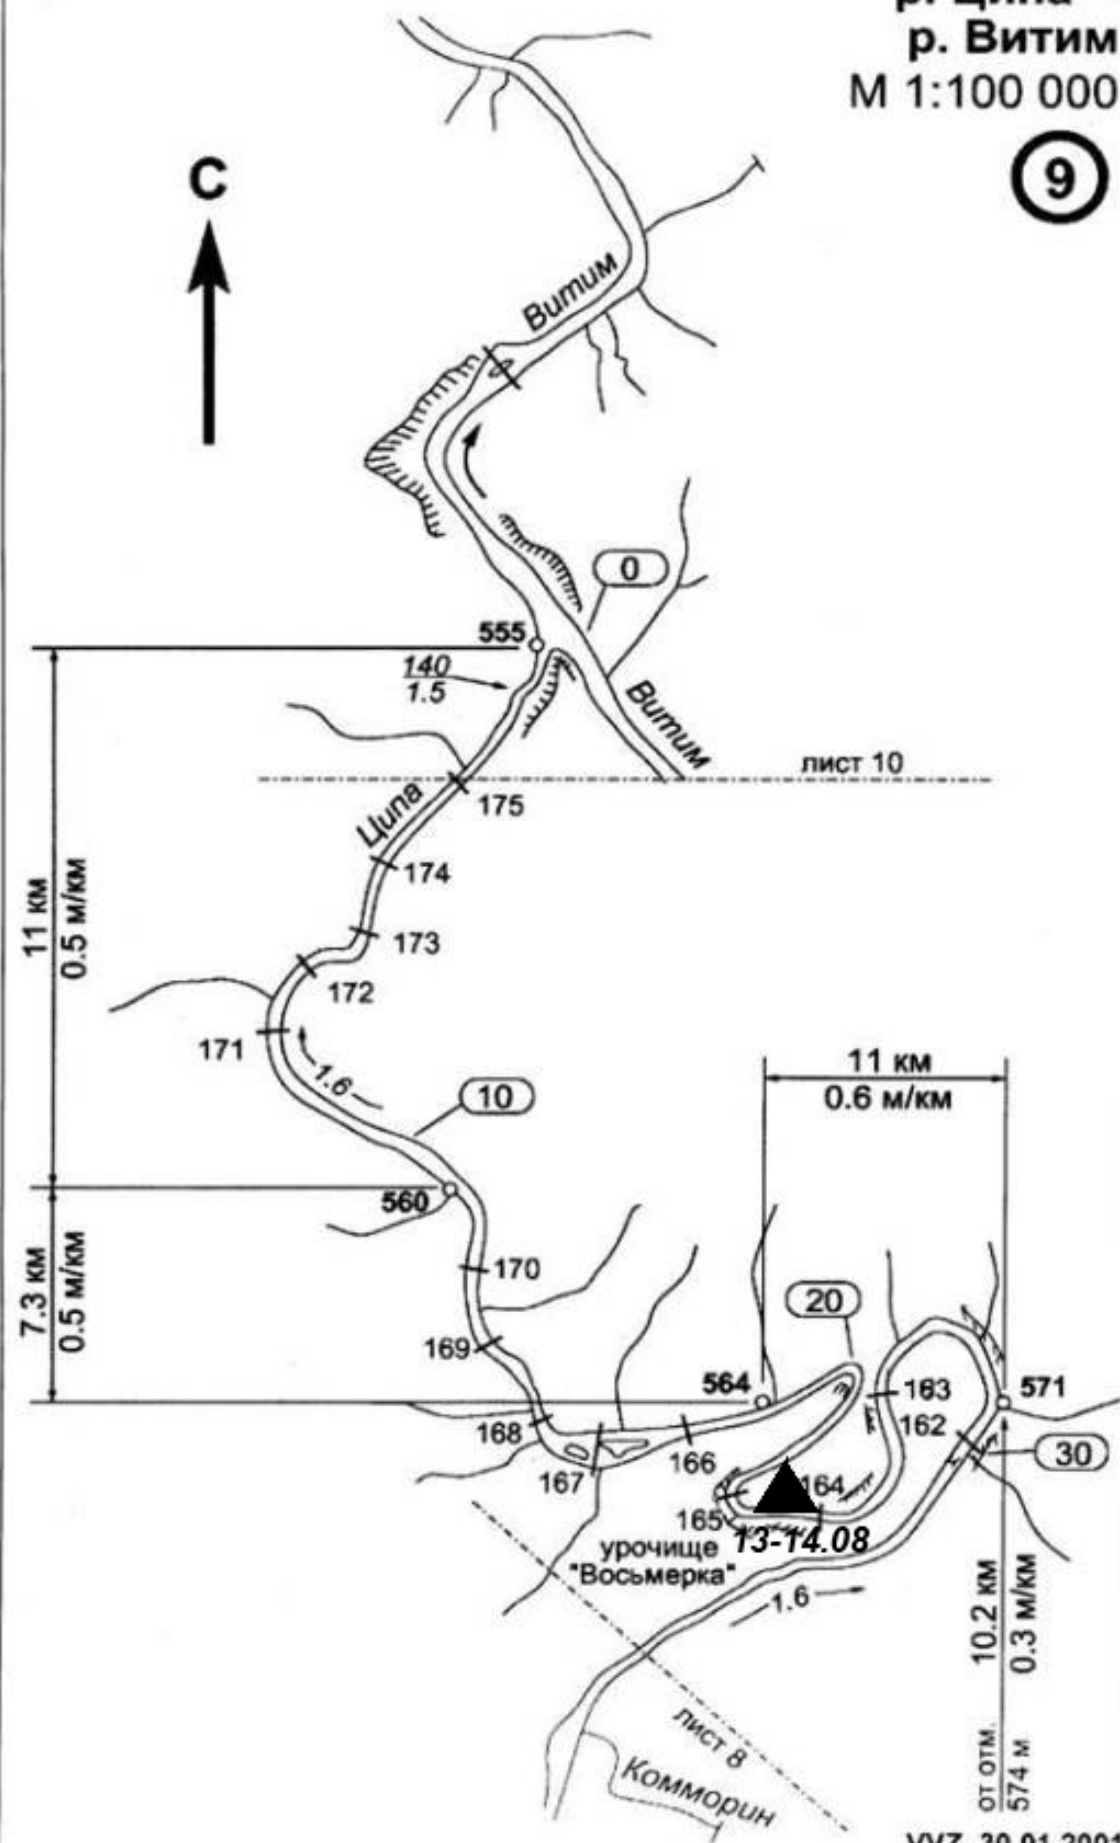 р. Ципа
р. Витим
М 1:100 000
9
С
Витим
0
555
140
1.5
Витим
лист 10
175
Ципа
174
11 км
0.5 м/км
173
172
171
1.6
10
11 км
0.6 м/км
560
7.3 км
0.5 м/км
170
20
169
564
163
571
168
162
30
166
167
164
165
13-14.08
урочище
"Восьмерка"
1.6
10.2 км
0.3 м/км
от отм.
574 м
лист 8
Комморин